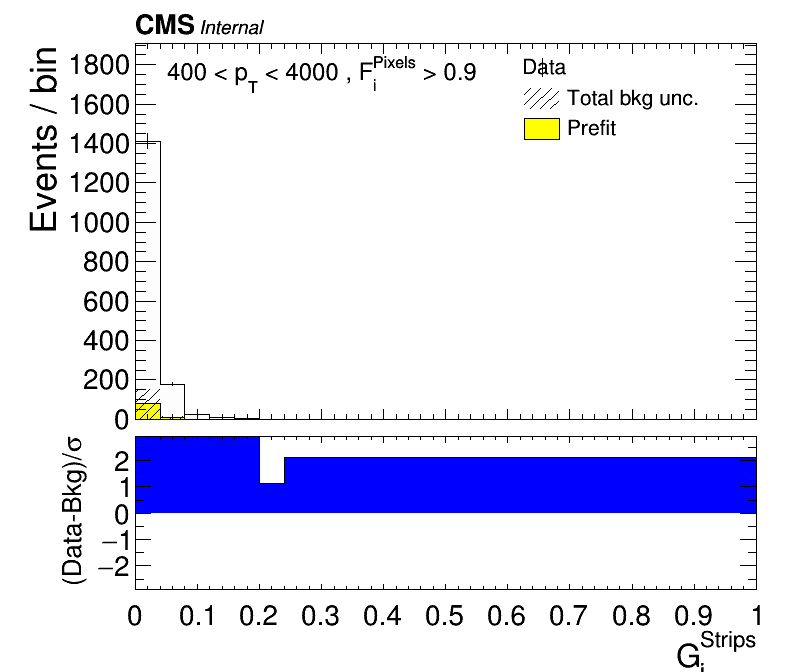 CMS Internal
400 < p_T < 4000 , F_i^Pixels > 0.9
Data
Total bkg unc.
Prefit
Events / bin
1800
1600
1400
1200
1000
800
600
400
200
0
(Data-Bkg)/σ
2
1
0
−1
−2
0 0.1 0.2 0.3 0.4 0.5 0.6 0.7 0.8 0.9 1
G_i^Strips